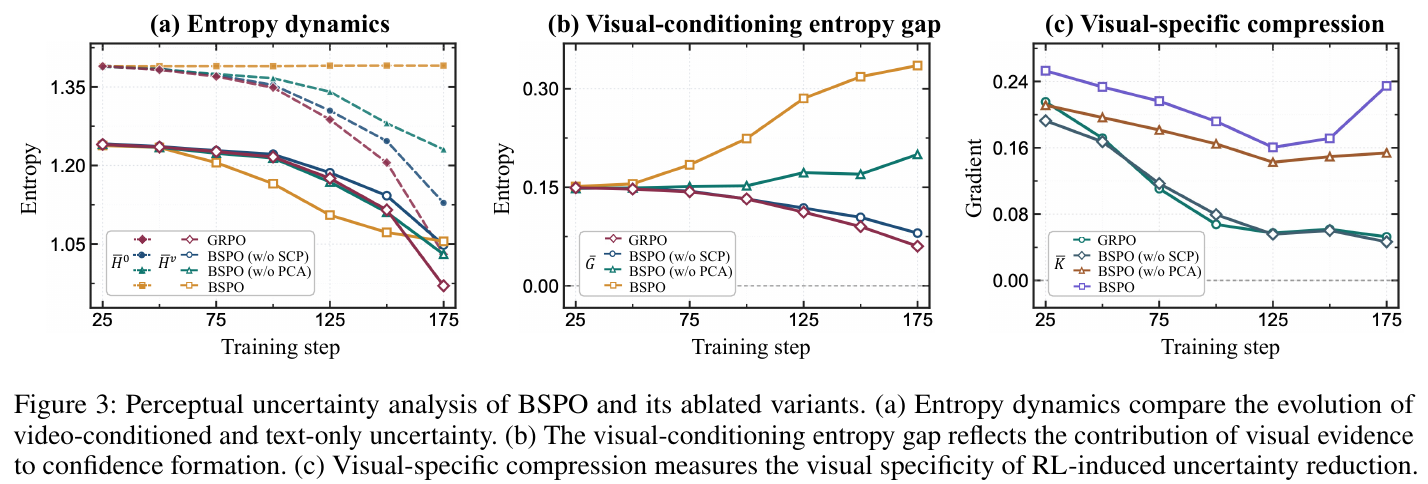 (a) Entropy dynamics
Entropy
1.35
1.20
1.05
H̄⁰ H̄ᵛ
GRPO
BSPO (w/o SCP)
BSPO (w/o PCA)
BSPO
25 75 125 175
Training step
(b) Visual-conditioning entropy gap
Entropy
0.30
0.15
0.00
Ḡ
GRPO
BSPO (w/o SCP)
BSPO (w/o PCA)
BSPO
25 75 125 175
Training step
(c) Visual-specific compression
Gradient
0.24
0.16
0.08
0.00
K̄
GRPO
BSPO (w/o SCP)
BSPO (w/o PCA)
BSPO
25 75 125 175
Training step
Figure 3: Perceptual uncertainty analysis of BSPO and its ablated variants. (a) Entropy dynamics compare the evolution of
video-conditioned and text-only uncertainty. (b) The visual-conditioning entropy gap reflects the contribution of visual evidence
to confidence formation. (c) Visual-specific compression measures the visual specificity of RL-induced uncertainty reduction.